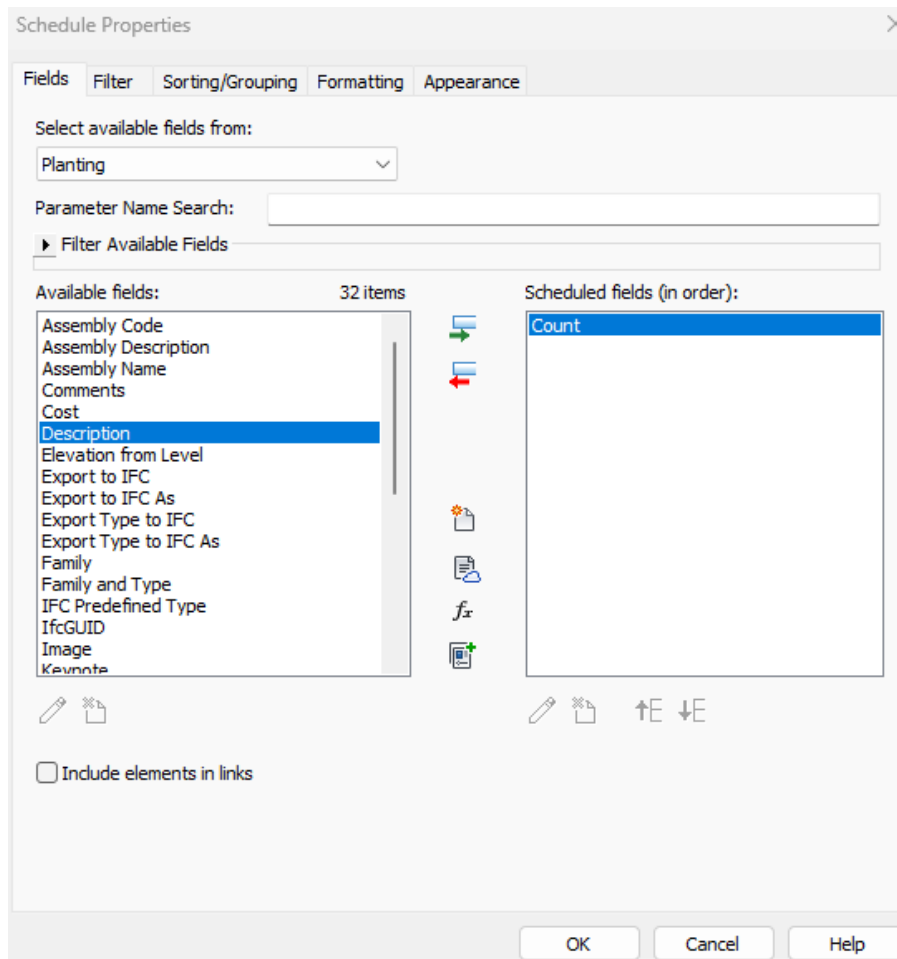 Schedule Properties
Fields Filter Sorting/Grouping Formatting Appearance
Select available fields from:
Planting
Parameter Name Search:
Filter Available Fields
Available fields: 32 items
Assembly Code
Assembly Description
Assembly Name
Comments
Cost
Description
Elevation from Level
Export to IFC
Export to IFC As
Export Type to IFC
Export Type to IFC As
Family
Family and Type
IFC Predefined Type
IfcGUID
Image
Keynote
Scheduled fields (in order):
Count
fx
Include elements in links
OK Cancel Help